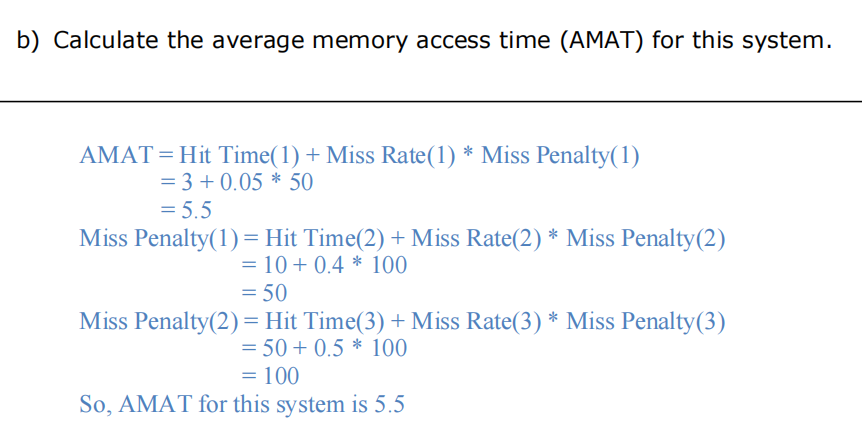 b) Calculate the average memory access time (AMAT) for this system.
AMAT = Hit Time(1) + Miss Rate(1) * Miss Penalty(1)
= 3 + 0.05 * 50
= 5.5
Miss Penalty(1) = Hit Time(2) + Miss Rate(2) * Miss Penalty(2)
= 10 + 0.4 * 100
= 50
Miss Penalty(2) = Hit Time(3) + Miss Rate(3) * Miss Penalty(3)
= 50 + 0.5 * 100
= 100
So, AMAT for this system is 5.5